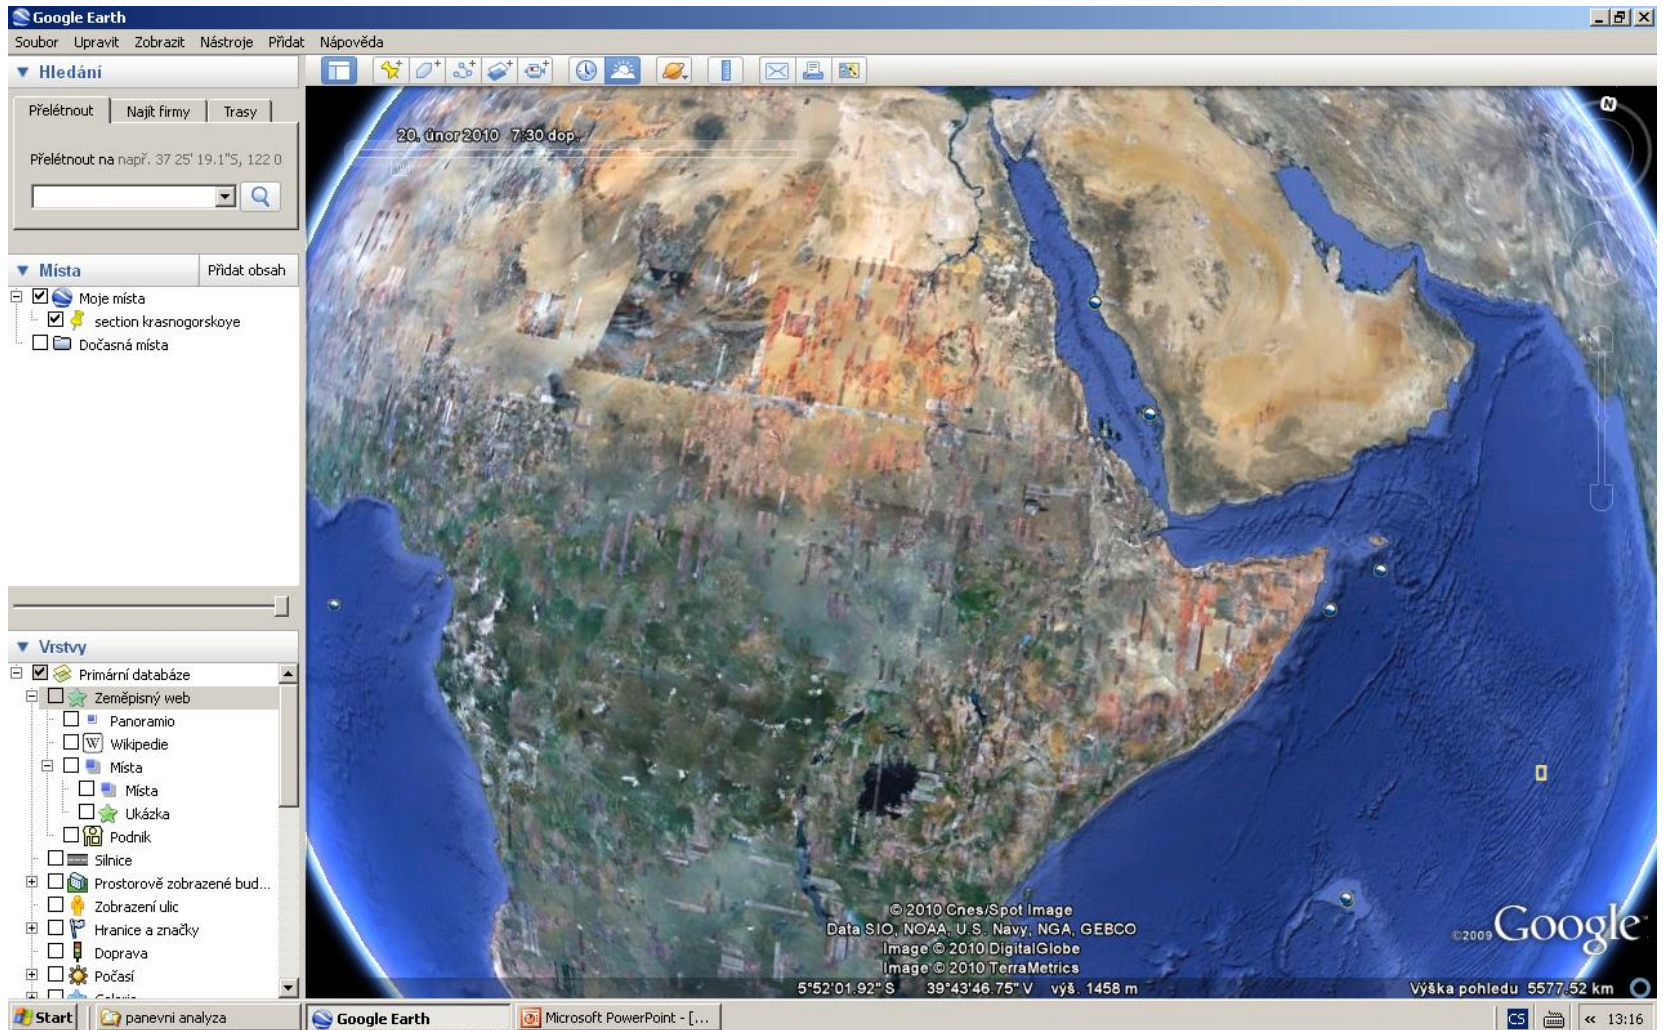 Google Earth
Soubor Upravit Zobrazit Nástroje Přidat Nápověda
Hledání
Přelétnout Najít firmy Trasy
Přelétnout na např. 37 25' 19.1"S, 122 0
Místa Přidat obsah
Moje místa
section krasnogorskoye
Dočasná místa
Vrstvy
Primární databáze
Zeměpisný web
Panoramio
W Wikipedie
Místa
Místa
Ukázka
Podnik
Silnice
Prostorově zobrazené bud...
Zobrazení ulic
Hranice a značky
Doprava
Počasí
20. únor 2010 7:30 dop.
N
© 2010 Cnes/Spot Image
Data SIO, NOAA, U.S. Navy, NGA, GEBCO
Image © 2010 DigitalGlobe
Image © 2010 TerraMetrics
©2009 Google
5°52'01.92" S 39°43'46.75" V výš. 1458 m
Výška pohledu 5577.52 km
Start panevni analyza Google Earth Microsoft PowerPoint - [... CS « 13:16